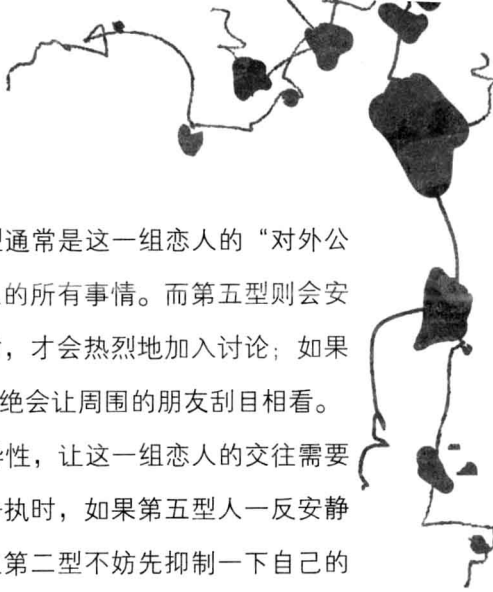 通常是这一组恋人的“对外公
的所有事情。而第五型则会安
，才会热烈地加入讨论；如果
绝会让周围的朋友刮目相看。
性，让这一组恋人的交往需要
执时，如果第五型人一反安静
第二型不妨先抑制一下自己的